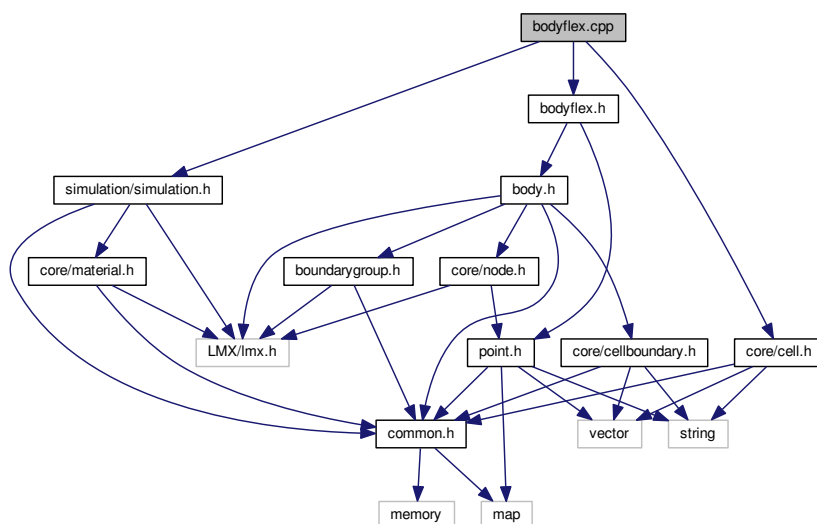 bodyflex.cpp
bodyflex.h
simulation/simulation.h
body.h
core/material.h
boundarygroup.h
core/node.h
LMX/lmx.h
point.h
core/cellboundary.h
core/cell.h
common.h
vector
string
memory
map